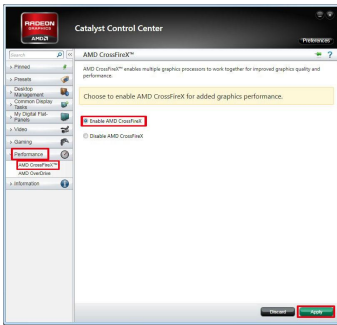 RADEON
GRAPHICS
AMD
Catalyst Control Center
Preferences
Search
AMD CrossFireX™
Pinned
AMD CrossFireX™ enables multiple graphics processors to work together for improved graphics quality and
performance.
Presets
Desktop
Management
Choose to enable AMD CrossFireX for added graphics performance.
Common Display
Tasks
My Digital Flat-
Panels
Enable AMD CrossFireX
Video
Disable AMD CrossFireX
Gaming
Performance
AMD CrossFireX™
AMD OverDrive
Information
Discard
Apply